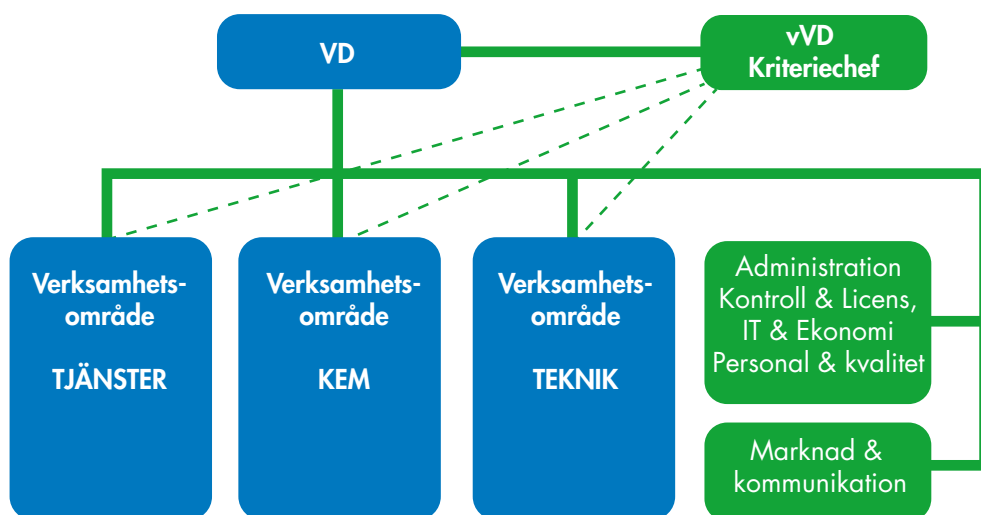 VD
vVD
Kriteriechef
Verksamhets-
område
TJÄNSTER
Verksamhets-
område
KEM
Verksamhets-
område
TEKNIK
Administration
Kontroll & Licens,
IT & Ekonomi
Personal & kvalitet
Marknad &
kommunikation